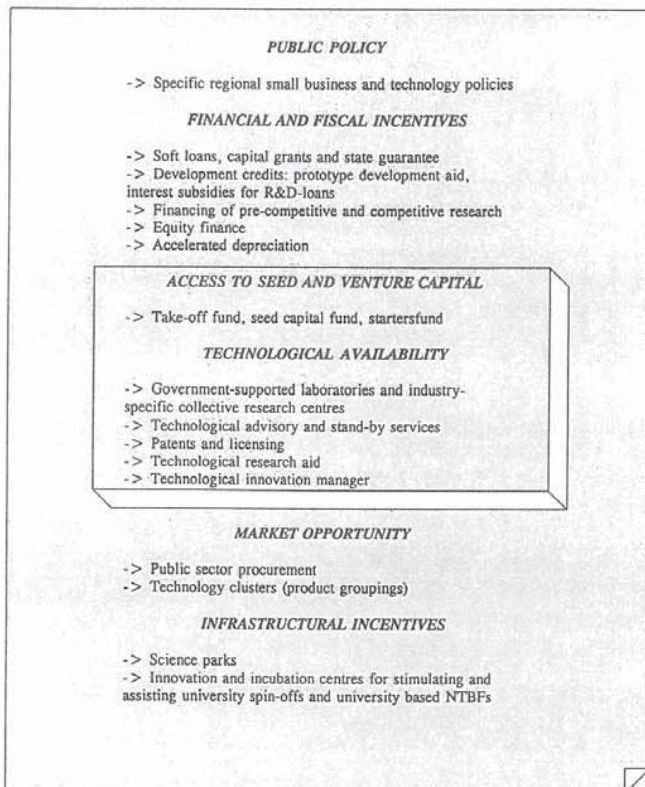 PUBLIC POLICY
-> Specific regional small business and technology policies
FINANCIAL AND FISCAL INCENTIVES
-> Soft loans, capital grants and state guarantee
-> Development credits: prototype development aid,
interest subsidies for R&D-loans
-> Financing of pre-competitive and competitive research
-> Equity finance
-> Accelerated depreciation
ACCESS TO SEED AND VENTURE CAPITAL
-> Take-off fund, seed capital fund, startersfund
TECHNOLOGICAL AVAILABILITY
-> Government-supported laboratories and industry-
specific collective research centres
-> Technological advisory and stand-by services
-> Patents and licensing
-> Technological research aid
-> Technological innovation manager
MARKET OPPORTUNITY
-> Public sector procurement
-> Technology clusters (product groupings)
INFRASTRUCTURAL INCENTIVES
-> Science parks
-> Innovation and incubation centres for stimulating and
assisting university spin-offs and university based NTBFs